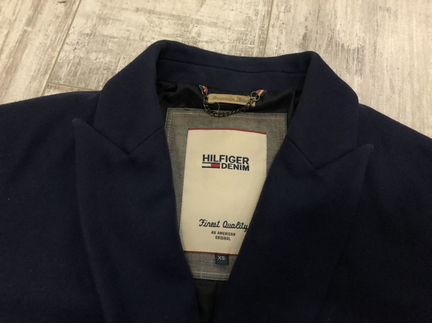 HILFIGER
DENIM
Finest Quality
AN AMERICAN
ORIGINAL
XS